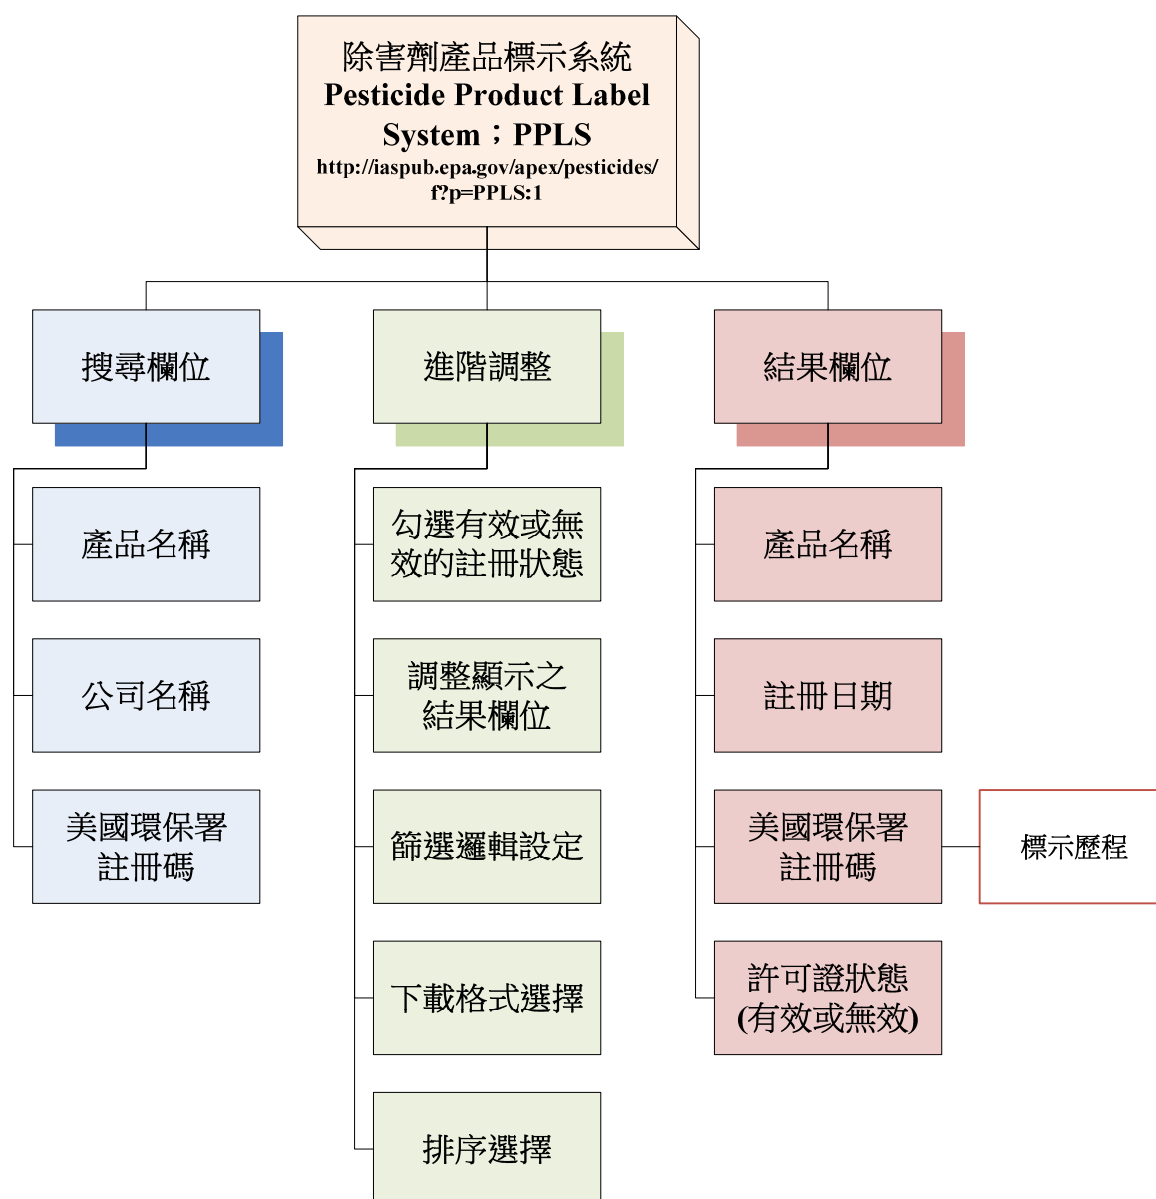 除害劑產品標示系統
Pesticide Product Label
System；PPLS
http://iaspub.epa.gov/apex/pesticides/
f?p=PPLS:1
搜尋欄位
產品名稱
公司名稱
美國環保署
註冊碼
進階調整
勾選有效或無
效的註冊狀態
調整顯示之
結果欄位
篩選邏輯設定
下載格式選擇
排序選擇
結果欄位
產品名稱
註冊日期
美國環保署
註冊碼
標示歷程
許可證狀態
(有效或無效)